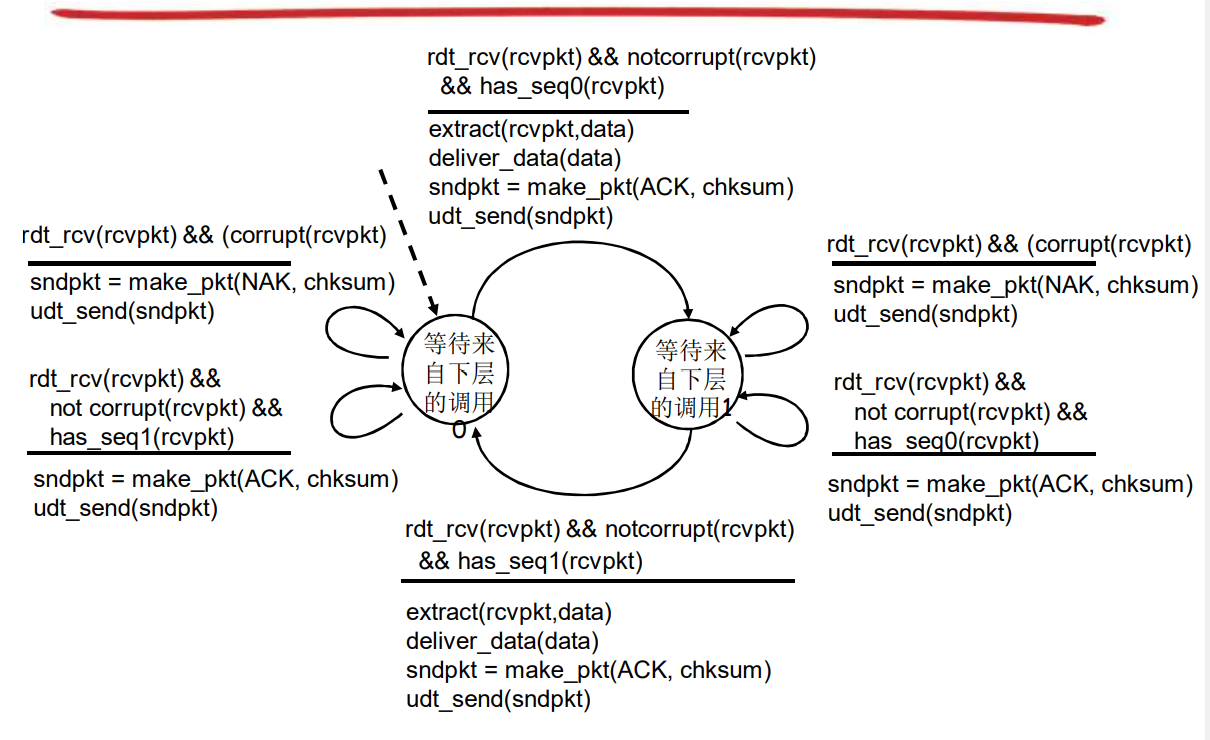 rdt_rcv(rcvpkt) && notcorrupt(rcvpkt)
&& has_seq0(rcvpkt)
extract(rcvpkt,data)
deliver_data(data)
sndpkt = make_pkt(ACK, chksum)
udt_send(sndpkt)
rdt_rcv(rcvpkt) && (corrupt(rcvpkt)
sndpkt = make_pkt(NAK, chksum)
udt_send(sndpkt)
rdt_rcv(rcvpkt) &&
not corrupt(rcvpkt) &&
has_seq1(rcvpkt)
sndpkt = make_pkt(ACK, chksum)
udt_send(sndpkt)
等待来
自下层
的调用
0
等待来
自下层
的调用1
rdt_rcv(rcvpkt) && (corrupt(rcvpkt)
sndpkt = make_pkt(NAK, chksum)
udt_send(sndpkt)
rdt_rcv(rcvpkt) &&
not corrupt(rcvpkt) &&
has_seq0(rcvpkt)
sndpkt = make_pkt(ACK, chksum)
udt_send(sndpkt)
rdt_rcv(rcvpkt) && notcorrupt(rcvpkt)
&& has_seq1(rcvpkt)
extract(rcvpkt,data)
deliver_data(data)
sndpkt = make_pkt(ACK, chksum)
udt_send(sndpkt)